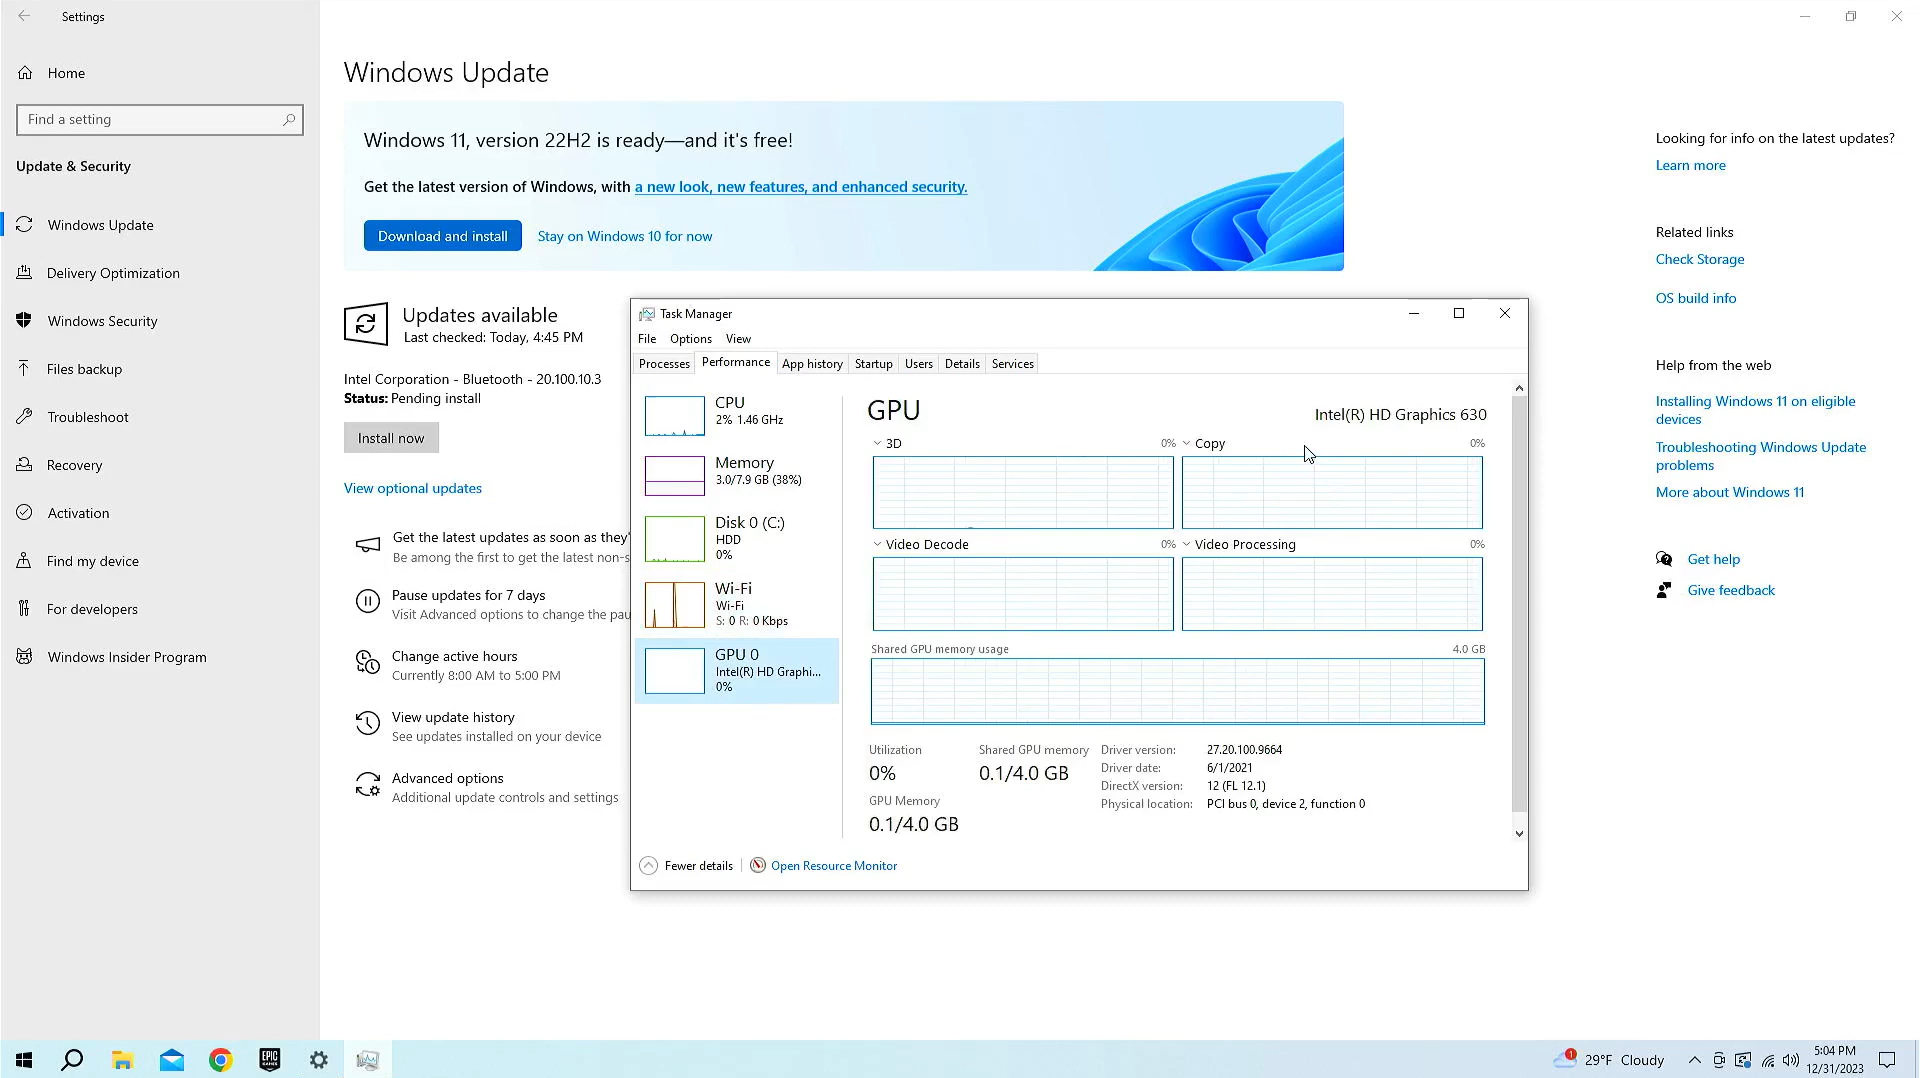 Settings
Home
Find a setting
Update & Security
Windows Update
Delivery Optimization
Windows Security
Files backup
Troubleshoot
Recovery
Activation
Find my device
For developers
Windows Insider Program
Windows Update
Windows 11, version 22H2 is ready—and it's free!
Get the latest version of Windows, with a new look, new features, and enhanced security.
Download and install
Stay on Windows 10 for now
Updates available
Last checked: Today, 4:45 PM
Intel Corporation - Bluetooth - 20.100.10.3
Status: Pending install
Install now
View optional updates
Get the latest updates as soon as they'
Be among the first to get the latest non-s
Pause updates for 7 days
Visit Advanced options to change the pau
Change active hours
Currently 8:00 AM to 5:00 PM
View update history
See updates installed on your device
Advanced options
Additional update controls and settings
Task Manager
File Options View
Processes Performance App history Startup Users Details Services
CPU
2% 1.46 GHz
Memory
3.0/7.9 GB (38%)
Disk 0 (C:)
HDD
0%
Wi-Fi
Wi-Fi
S: 0 R: 0 Kbps
GPU 0
Intel(R) HD Graphi...
0%
GPU
Intel(R) HD Graphics 630
3D 0%
Copy 0%
Video Decode 0%
Video Processing 0%
Shared GPU memory usage 4.0 GB
Utilization
0%
Shared GPU memory
0.1/4.0 GB
GPU Memory
0.1/4.0 GB
Driver version: 27.20.100.9664
Driver date: 6/1/2021
DirectX version: 12 (FL 12.1)
Physical location: PCI bus 0, device 2, function 0
Fewer details
Open Resource Monitor
Looking for info on the latest updates?
Learn more
Related links
Check Storage
OS build info
Help from the web
Installing Windows 11 on eligible
devices
Troubleshooting Windows Update
problems
More about Windows 11
Get help
Give feedback
EPIC
GAMES
1
29°F Cloudy
5:04 PM
12/31/2023